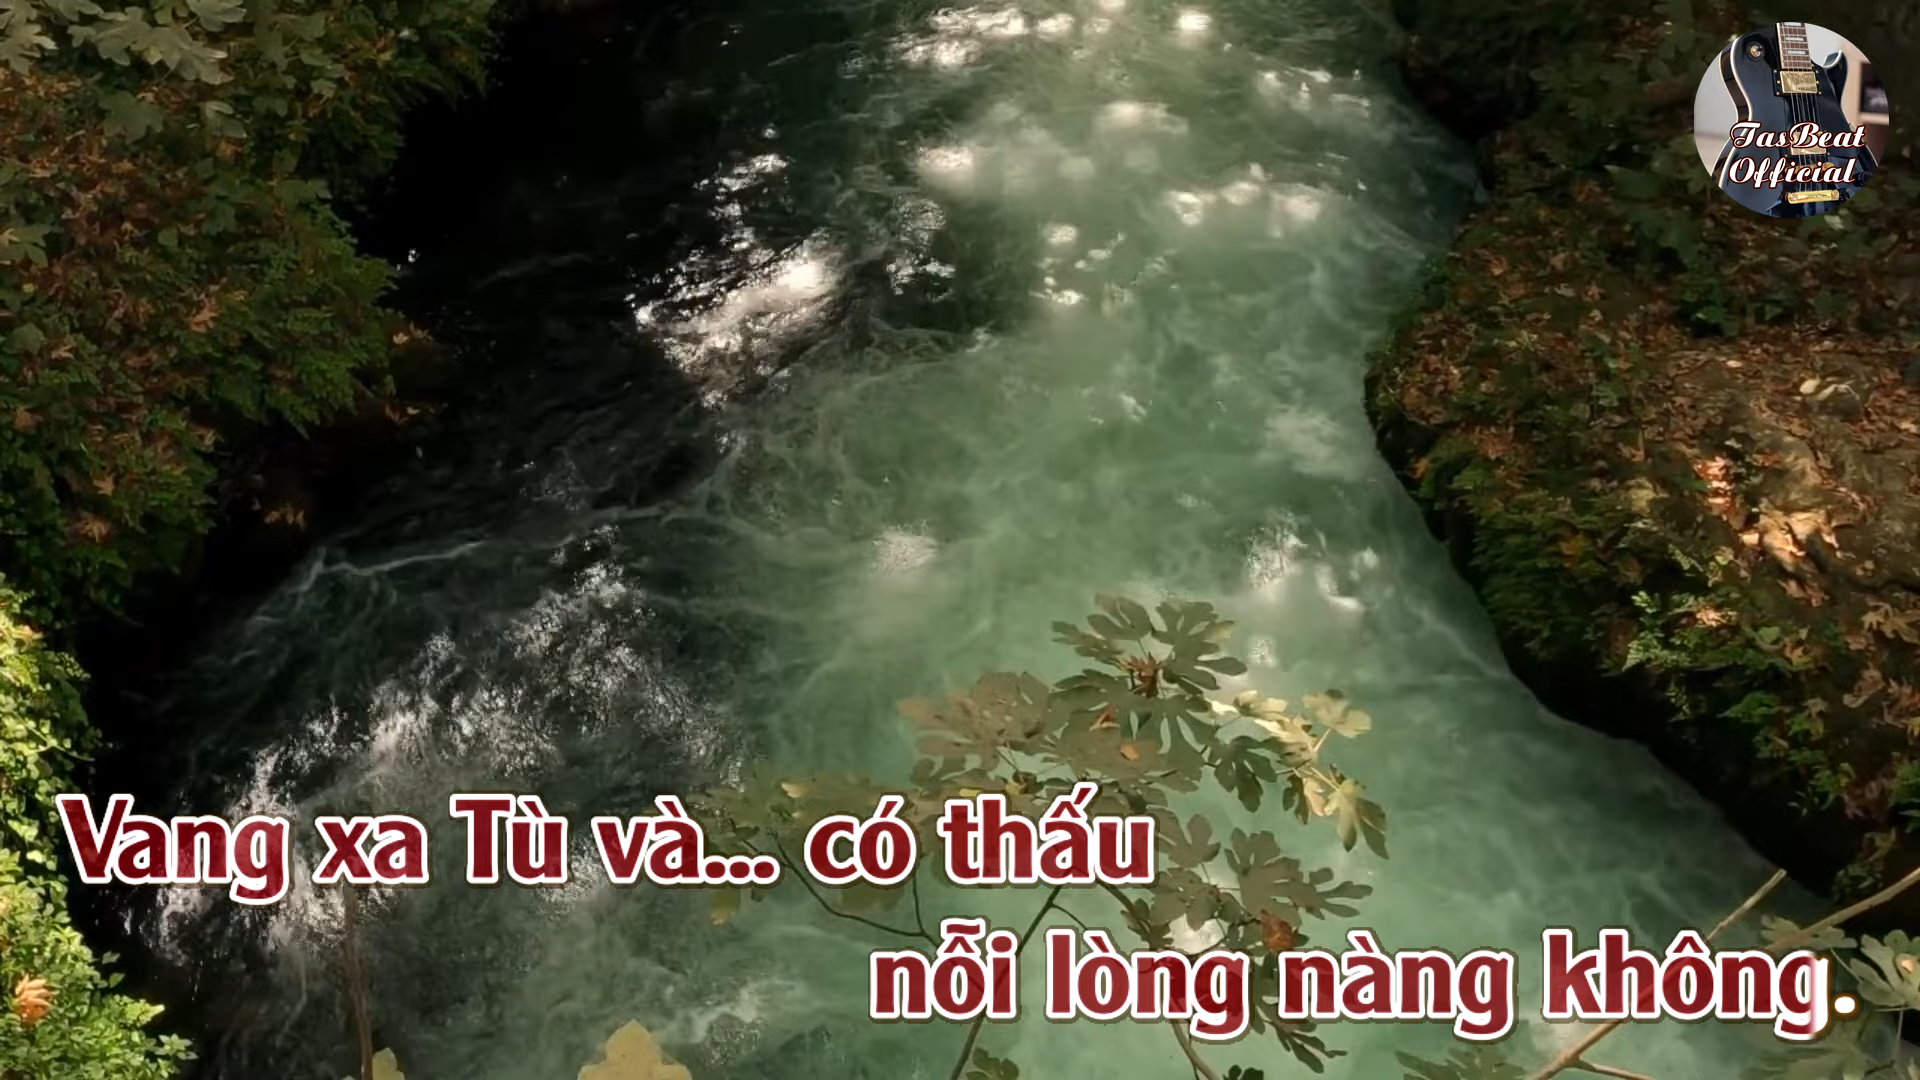 TasBeat
Official
Vang xa Tù và... có thấu
nỗi lòng nàng không.